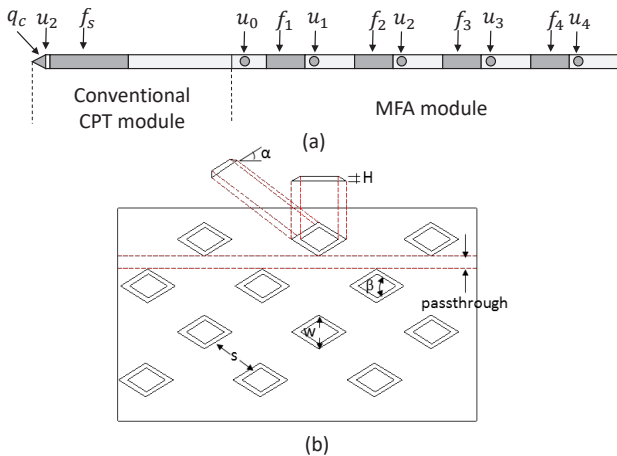 q_c u_2 f_s u_0 f_1 u_1 f_2 u_2 f_3 u_3 f_4 u_4
Conventional
CPT module
MFA module
(a)
α
H
β
passthrough
w
s
(b)